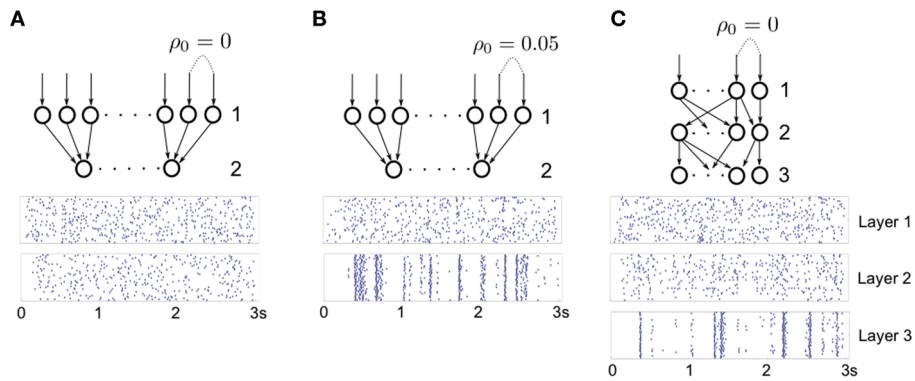 A
B
C
ρ₀ = 0
ρ₀ = 0.05
ρ₀ = 0
1
2
1
2
1
2
3
Layer 1
Layer 2
Layer 3
0 1 2 3s
0 1 2 3s
0 1 2 3s